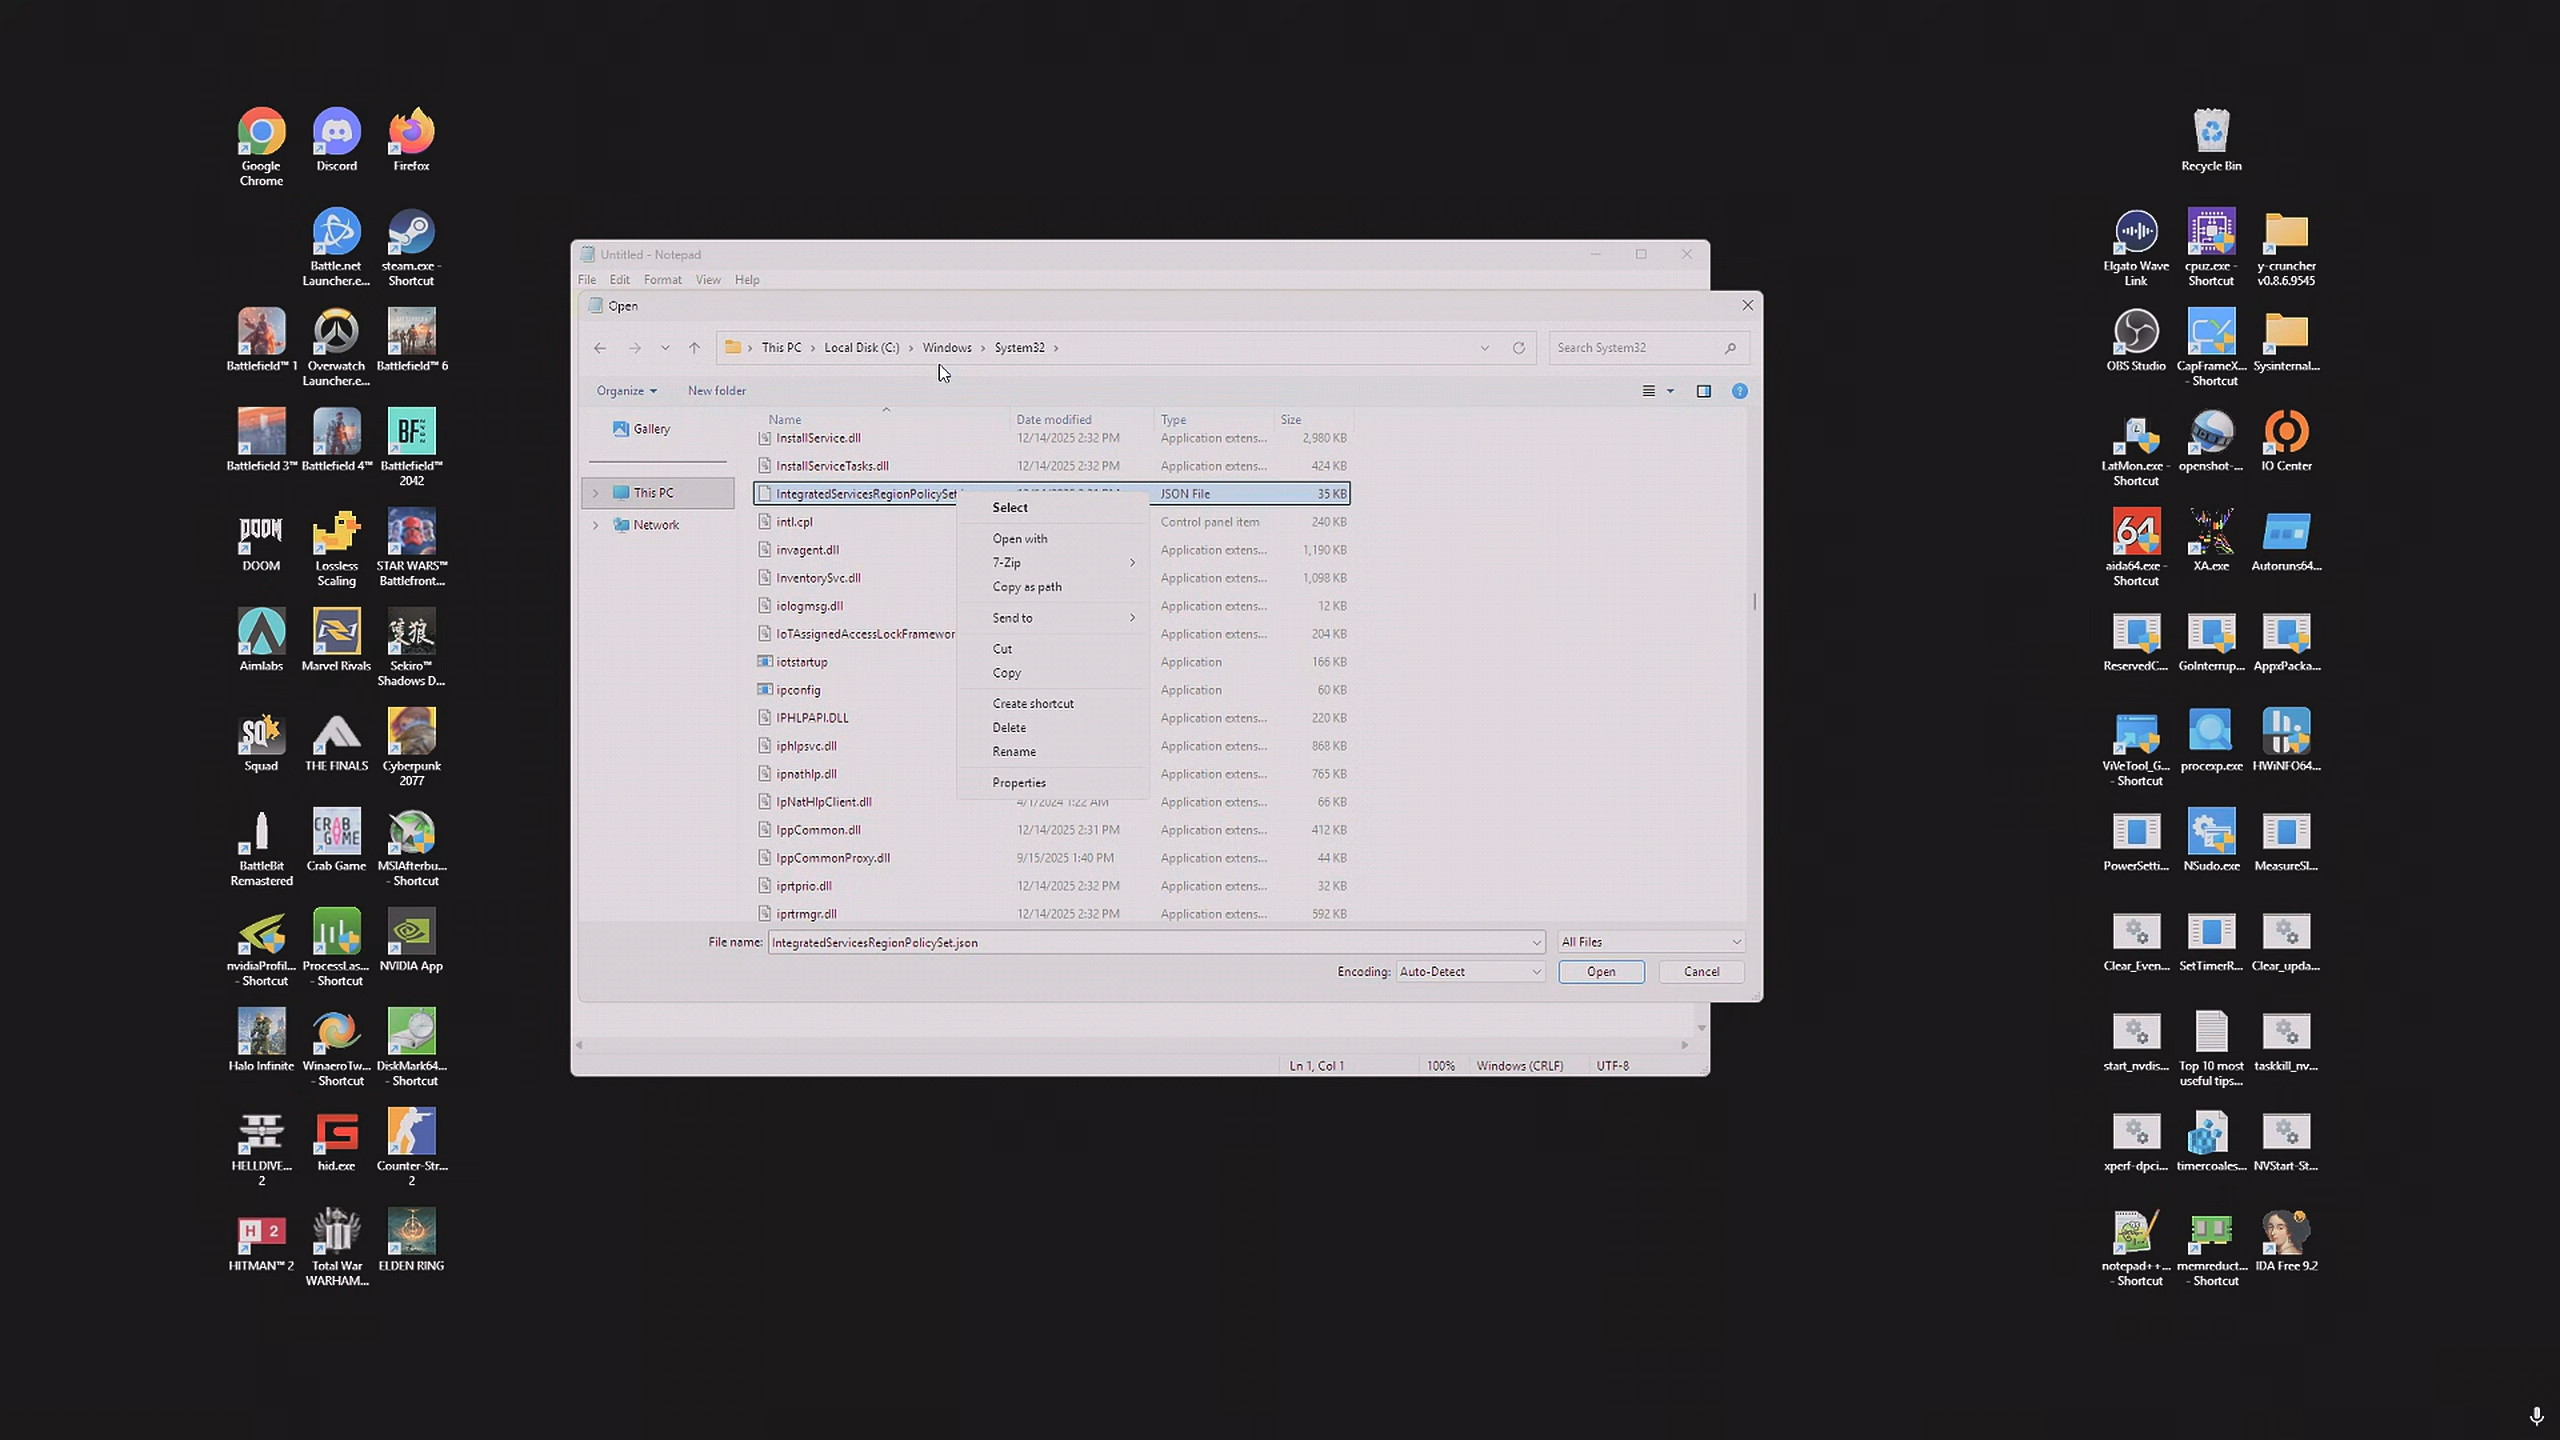 Google
Chrome
Discord
Firefox
Battle.net
Launcher.e...
steam.exe -
Shortcut
Battlefield™ 1
Overwatch
Launcher.e...
Battlefield™ 6
Battlefield 3™
Battlefield 4™
BF
Battlefield™
2042
DOOM
DOOM
Lossless
Scaling
STAR WARS™
Battlefront...
Aimlabs
Marvel Rivals
Sekiro™
Shadows D...
SQ
Squad
THE FINALS
Cyberpunk
2077
BattleBit
Remastered
CRAB
GAME
Crab Game
MSIAfterbu...
- Shortcut
nvidiaProfil...
- Shortcut
ProcessLas...
- Shortcut
NVIDIA App
Halo Infinite
WinaeroTw...
- Shortcut
DiskMark64...
- Shortcut
HELLDIVE...
2
hid.exe
Counter-Str...
2
H 2
HITMAN™ 2
Total War
WARHAM...
ELDEN RING
Untitled - Notepad
File Edit Format View Help
Open
This PC Local Disk (C:) Windows System32
Search System32
Organize New folder
Gallery
This PC
Network
Name Date modified Type Size
InstallService.dll 12/14/2025 2:32 PM Application extens... 2,980 KB
InstallServiceTasks.dll 12/14/2025 2:32 PM Application extens... 424 KB
IntegratedServicesRegionPolicySet JSON File 35 KB
intl.cpl Control panel item 240 KB
invagent.dll Application extens... 1,190 KB
InventorySvc.dll Application extens... 1,098 KB
iologmsg.dll Application extens... 12 KB
IoTAssignedAccessLockFramewor Application extens... 204 KB
iotstartup Application 166 KB
ipconfig Application 60 KB
IPHLPAPI.DLL Application extens... 220 KB
iphlpsvc.dll Application extens... 868 KB
ipnathlp.dll Application extens... 765 KB
IpNatHlpClient.dll 4/1/2024 1:22 AM Application extens... 66 KB
IppCommon.dll 12/14/2025 2:31 PM Application extens... 412 KB
IppCommonProxy.dll 9/15/2025 1:40 PM Application extens... 44 KB
iprtprio.dll 12/14/2025 2:32 PM Application extens... 32 KB
iprtrmgr.dll 12/14/2025 2:32 PM Application extens... 592 KB
Select
Open with
7-Zip
Copy as path
Send to
Cut
Copy
Create shortcut
Delete
Rename
Properties
File name: IntegratedServicesRegionPolicySet.json All Files
Encoding: Auto-Detect Open Cancel
Ln 1, Col 1 100% Windows (CRLF) UTF-8
Recycle Bin
Elgato Wave
Link
cpuz.exe -
Shortcut
y-cruncher
v0.8.6.9545
OBS Studio
CapFrameX...
- Shortcut
Sysinternal...
LatMon.exe -
Shortcut
openshot-...
IO Center
64
aida64.exe -
Shortcut
XA.exe
Autoruns64...
ReservedC...
GoInterrup...
AppxPacka...
ViVeTool_G...
- Shortcut
procexp.exe
HWiNFO64...
PowerSetti...
NSudo.exe
MeasureSl...
Clear_Even...
SetTimerR...
Clear_upda...
start_nvdis...
Top 10 most
useful tips...
taskkill_nv...
xperf-dpci...
timercoales...
NVStart-St...
notepad++...
- Shortcut
memreduct...
- Shortcut
IDA Free 9.2